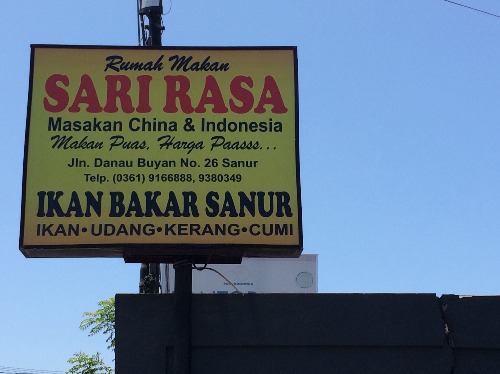 Rumah Makan
SARI RASA
Masakan China & Indonesia
Makan Puas, Harga Paasss...
Jln. Danau Buyan No. 26 Sanur
Telp. (0361) 9166888, 9380349
IKAN BAKAR SANUR
IKAN•UDANG•KERANG•CUMI